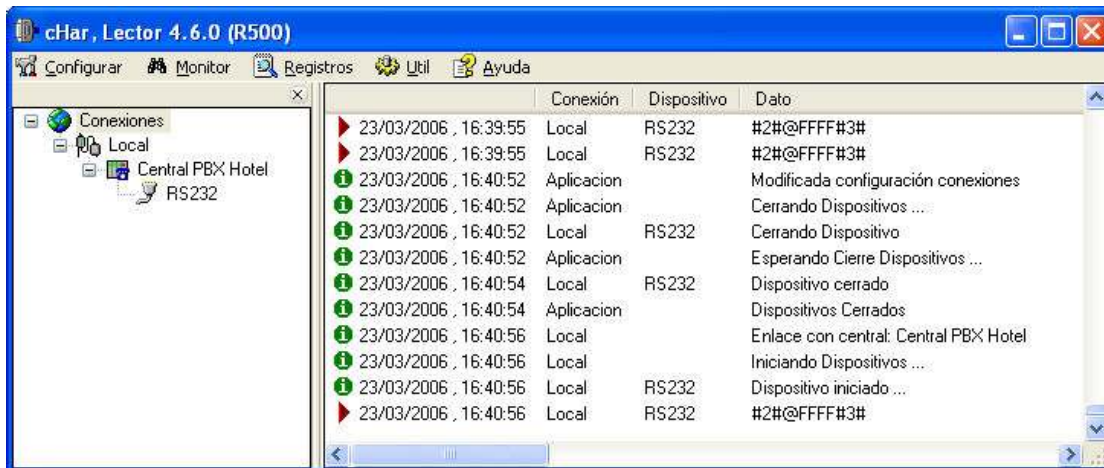 cHar, Lector 4.6.0 (R500)
Configurar Monitor Registros Util Ayuda
Conexiones
Local
Central PBX Hotel
RS232
Conexión Dispositivo Dato
23/03/2006 , 16:39:55 Local RS232 #2#@FFFF#3#
23/03/2006 , 16:39:55 Local RS232 #2#@FFFF#3#
23/03/2006 , 16:40:52 Aplicacion Modificada configuración conexiones
23/03/2006 , 16:40:52 Aplicacion Cerrando Dispositivos ...
23/03/2006 , 16:40:52 Local RS232 Cerrando Dispositivo
23/03/2006 , 16:40:52 Aplicacion Esperando Cierre Dispositivos ...
23/03/2006 , 16:40:54 Local RS232 Dispositivo cerrado
23/03/2006 , 16:40:54 Aplicacion Dispositivos Cerrados
23/03/2006 , 16:40:56 Local Enlace con central: Central PBX Hotel
23/03/2006 , 16:40:56 Local Iniciando Dispositivos ...
23/03/2006 , 16:40:56 Local RS232 Dispositivo iniciado ...
23/03/2006 , 16:40:56 Local RS232 #2#@FFFF#3#